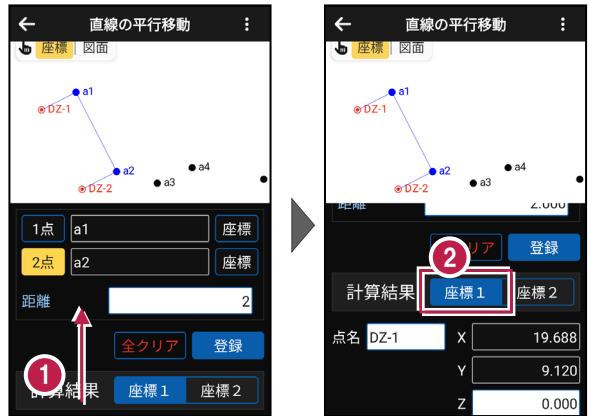 直線の平行移動
座標 図面
a1
DZ-1
a2
a4
a3
DZ-2
1点 a1 座標
2点 a2 座標
距離 2
全クリア 登録
1
計算結果 座標1 座標2
直線の平行移動
座標 図面
a1
DZ-1
a2
a4
a3
DZ-2
距離 2.000
2
リア 登録
計算結果 座標1 座標2
点名 DZ-1 X 19.688
Y 9.120
Z 0.000